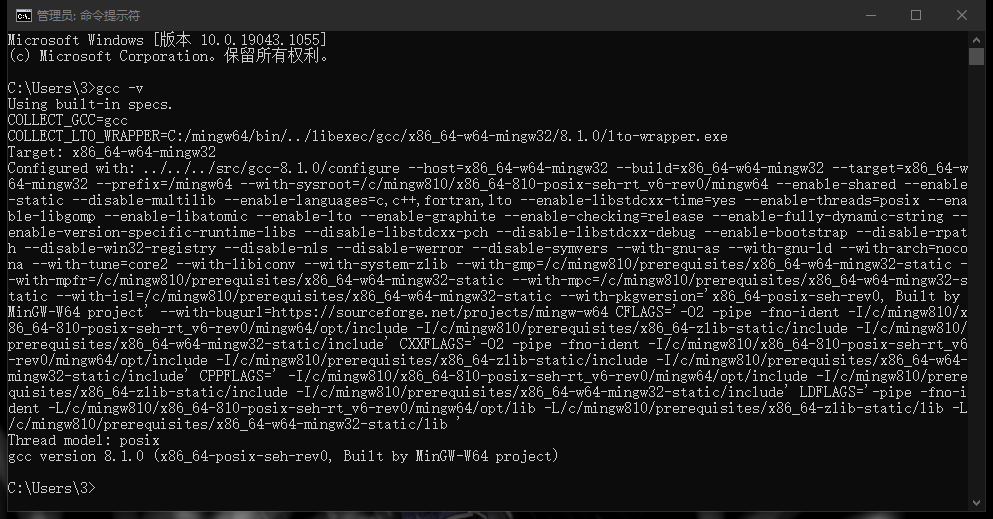 管理员: 命令提示符
Microsoft Windows [版本 10.0.19043.1055]
(c) Microsoft Corporation。保留所有权利。
C:\Users\3>gcc -v
Using built-in specs.
COLLECT_GCC=gcc
COLLECT_LTO_WRAPPER=C:/mingw64/bin/../libexec/gcc/x86_64-w64-mingw32/8.1.0/lto-wrapper.exe
Target: x86_64-w64-mingw32
Configured with: ../../../src/gcc-8.1.0/configure --host=x86_64-w64-mingw32 --build=x86_64-w64-mingw32 --target=x86_64-w
64-mingw32 --prefix=/mingw64 --with-sysroot=/c/mingw810/x86_64-810-posix-seh-rt_v6-rev0/mingw64 --enable-shared --enable
-static --disable-multilib --enable-languages=c,c++,fortran,lto --enable-libstdcxx-time=yes --enable-threads=posix --ena
ble-libgomp --enable-libatomic --enable-lto --enable-graphite --enable-checking=release --enable-fully-dynamic-string --
enable-version-specific-runtime-libs --disable-libstdcxx-pch --disable-libstdcxx-debug --enable-bootstrap --disable-rpat
h --disable-win32-registry --disable-nls --disable-werror --disable-symvers --with-gnu-as --with-gnu-ld --with-arch=noco
na --with-tune=core2 --with-libiconv --with-system-zlib --with-gmp=/c/mingw810/prerequisites/x86_64-w64-mingw32-static -
-with-mpfr=/c/mingw810/prerequisites/x86_64-w64-mingw32-static --with-mpc=/c/mingw810/prerequisites/x86_64-w64-mingw32-s
tatic --with-isl=/c/mingw810/prerequisites/x86_64-w64-mingw32-static --with-pkgversion='x86_64-posix-seh-rev0, Built by
MinGW-W64 project' --with-bugurl=https://sourceforge.net/projects/mingw-w64 CFLAGS='-O2 -pipe -fno-ident -I/c/mingw810/x
86_64-810-posix-seh-rt_v6-rev0/mingw64/opt/include -I/c/mingw810/prerequisites/x86_64-zlib-static/include -I/c/mingw810/
prerequisites/x86_64-w64-mingw32-static/include' CXXFLAGS='-O2 -pipe -fno-ident -I/c/mingw810/x86_64-810-posix-seh-rt_v6
-rev0/mingw64/opt/include -I/c/mingw810/prerequisites/x86_64-zlib-static/include -I/c/mingw810/prerequisites/x86_64-w64-
mingw32-static/include' CPPFLAGS=' -I/c/mingw810/x86_64-810-posix-seh-rt_v6-rev0/mingw64/opt/include -I/c/mingw810/prere
quisites/x86_64-zlib-static/include -I/c/mingw810/prerequisites/x86_64-w64-mingw32-static/include' LDFLAGS='-pipe -fno-i
dent -L/c/mingw810/x86_64-810-posix-seh-rt_v6-rev0/mingw64/opt/lib -L/c/mingw810/prerequisites/x86_64-zlib-static/lib -L
/c/mingw810/prerequisites/x86_64-w64-mingw32-static/lib '
Thread model: posix
gcc version 8.1.0 (x86_64-posix-seh-rev0, Built by MinGW-W64 project)
C:\Users\3>